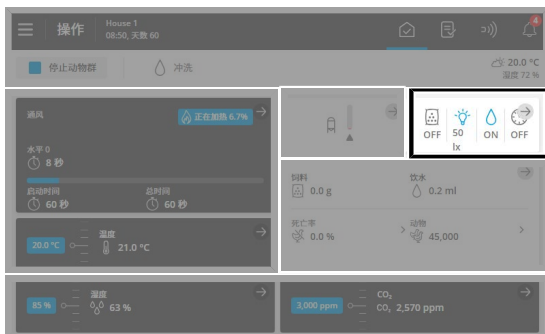 操作
House 1
08:50, 天数 60
4
停止动物群
冲洗
20.0 °C
湿度 72 %
通风
正在加热 6.7%
水平 0
8 秒
启动时间
总时间
60 秒
60 秒
OFF
50
lx
ON
OFF
饲料
饮水
0.0 g
0.2 ml
死亡率
动物
0.0 %
45,000
20.0 °C
温度
21.0 °C
85 %
湿度
63 %
3,000 ppm
CO₂
CO₂ 2,570 ppm